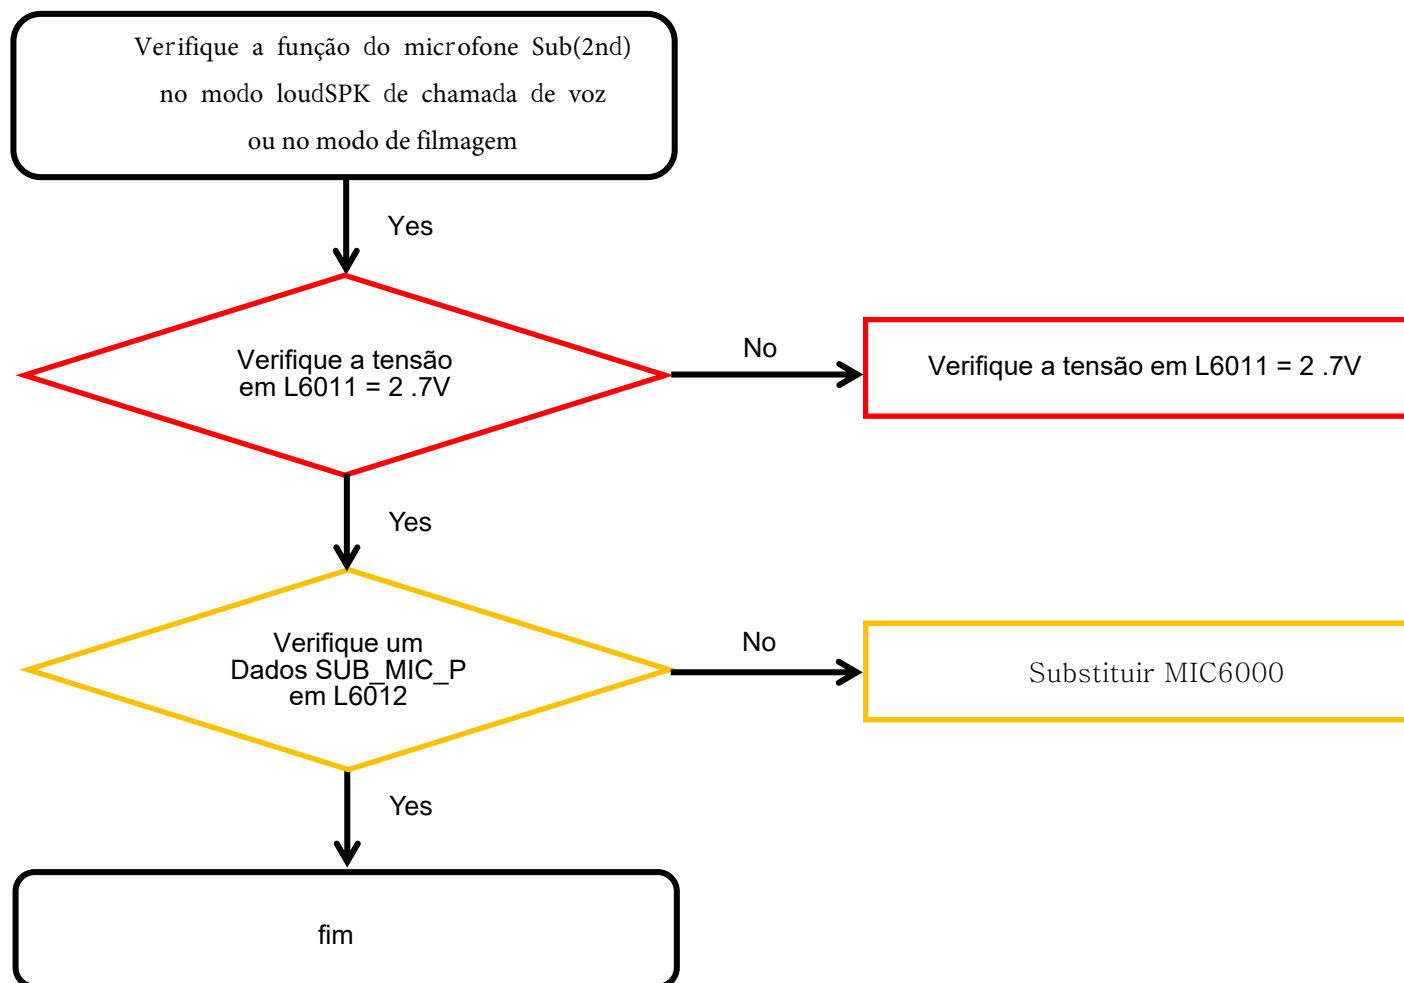 Verifique a função do microfone Sub(2nd)
no modo loudSPK de chamada de voz
ou no modo de filmagem
Yes
Verifique a tensão
em L6011 = 2 .7V
No
Verifique a tensão em L6011 = 2 .7V
Yes
Verifique um
Dados SUB_MIC_P
em L6012
No
Substituir MIC6000
Yes
fim